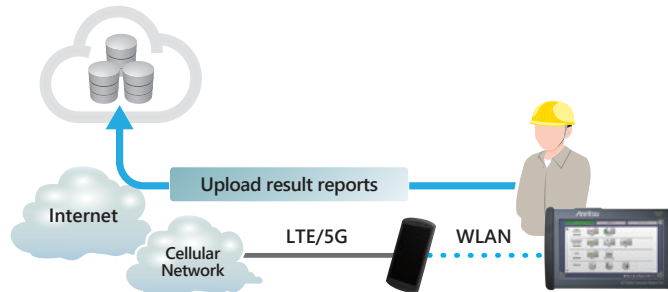 Upload result reports
Internet
LTE/5G
WLAN
Cellular
Network
Anritsu